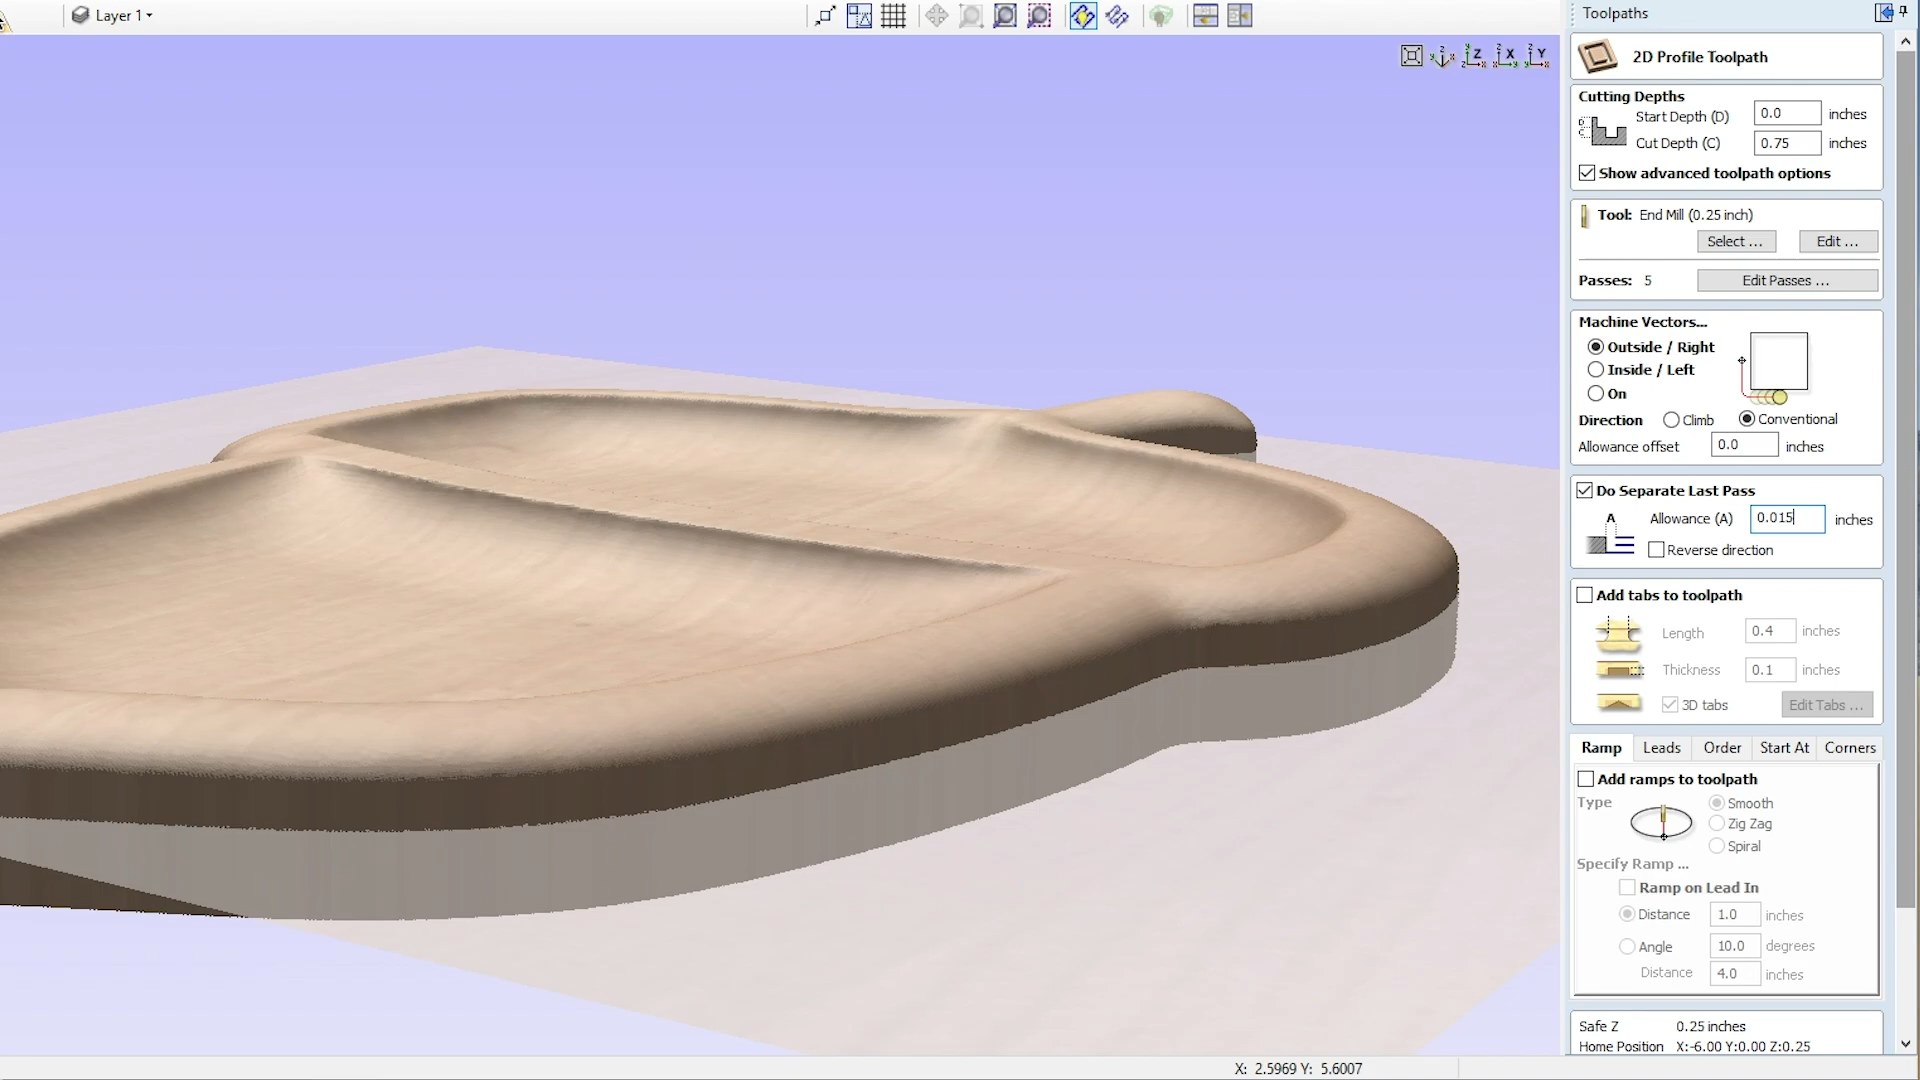 Layer 1
Toolpaths
2D Profile Toolpath
Cutting Depths
Start Depth (D) 0.0 inches
Cut Depth (C) 0.75 inches
Show advanced toolpath options
Tool: End Mill (0.25 inch)
Select ... Edit ...
Passes: 5 Edit Passes ...
Machine Vectors...
Outside / Right
Inside / Left
On
Direction Climb Conventional
Allowance offset 0.0 inches
Do Separate Last Pass
A Allowance (A) 0.015 inches
Reverse direction
Add tabs to toolpath
Length 0.4 inches
Thickness 0.1 inches
3D tabs Edit Tabs ...
Ramp Leads Order Start At Corners
Add ramps to toolpath
Type Smooth
Zig Zag
Spiral
Specify Ramp ...
Ramp on Lead In
Distance 1.0 inches
Angle 10.0 degrees
Distance 4.0 inches
Safe Z 0.25 inches
Home Position X:-6.00 Y:0.00 Z:0.25
X: 2.5969 Y: 5.6007